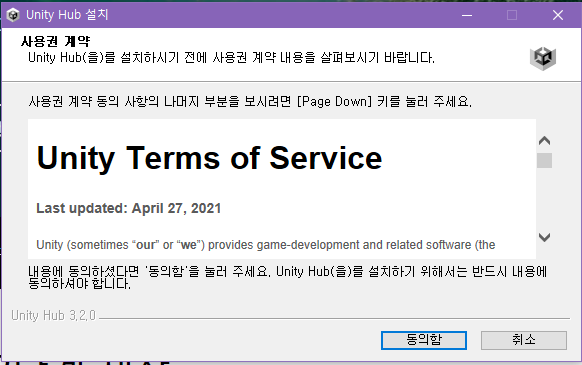 Unity Hub 설치
사용권 계약
Unity Hub(을)를 설치하시기 전에 사용권 계약 내용을 살펴보시기 바랍니다.
사용권 계약 동의 사항의 나머지 부분을 보시려면 [Page Down] 키를 눌러 주세요.
Unity Terms of Service
Last updated: April 27, 2021
Unity (sometimes “our” or “we”) provides game-development and related software (the
내용에 동의하셨다면 '동의함'을 눌러 주세요. Unity Hub(을)를 설치하기 위해서는 반드시 내용에
동의하셔야 합니다.
Unity Hub 3.2.0
동의함
취소